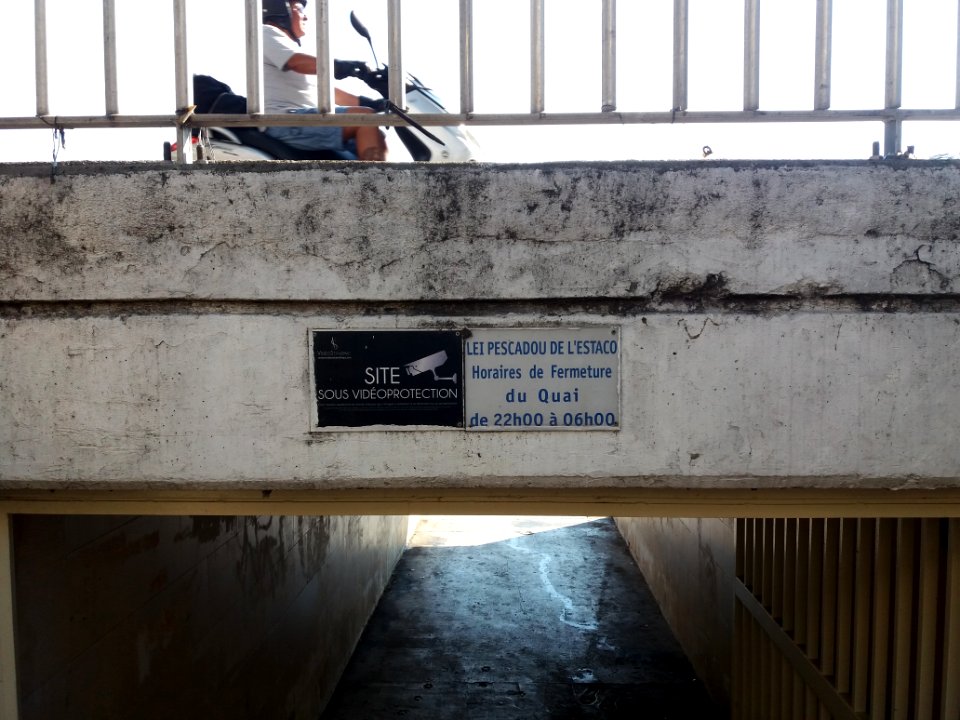 SITE
SOUS VIDÉOPROTECTION
LEI PESCADOU DE L'ESTACO
Horaires de Fermeture
du Quai
de 22h00 à 06h00